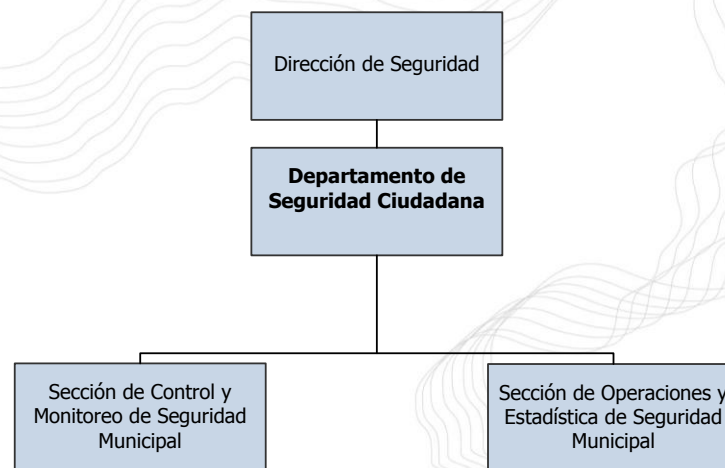 Dirección de Seguridad
Departamento de
Seguridad Ciudadana
Sección de Control y
Monitoreo de Seguridad
Municipal
Sección de Operaciones y
Estadística de Seguridad
Municipal